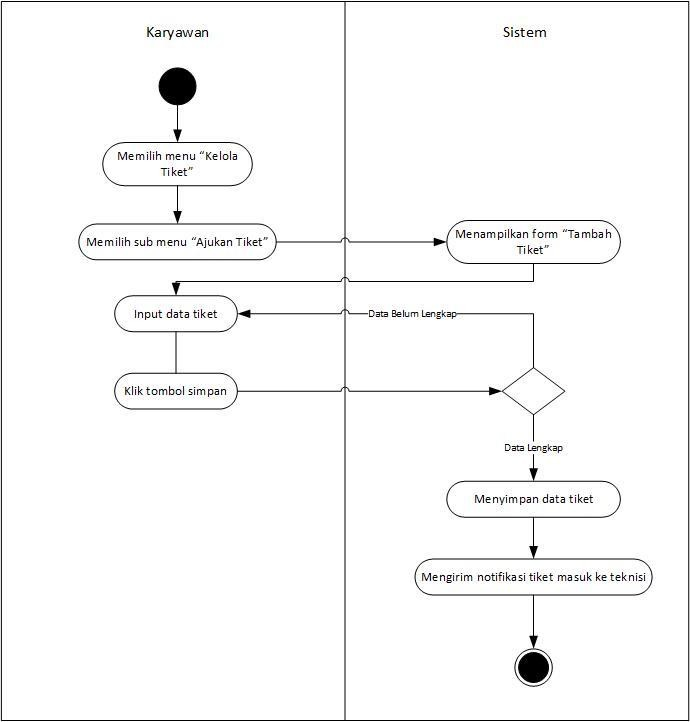 Karyawan
Sistem
Memilih menu “Kelola
Tiket”
Memilih sub menu “Ajukan Tiket”
Menampilkan form “Tambah
Tiket”
Input data tiket
Data Belum Lengkap
Klik tombol simpan
Data Lengkap
Menyimpan data tiket
Mengirim notifikasi tiket masuk ke teknisi